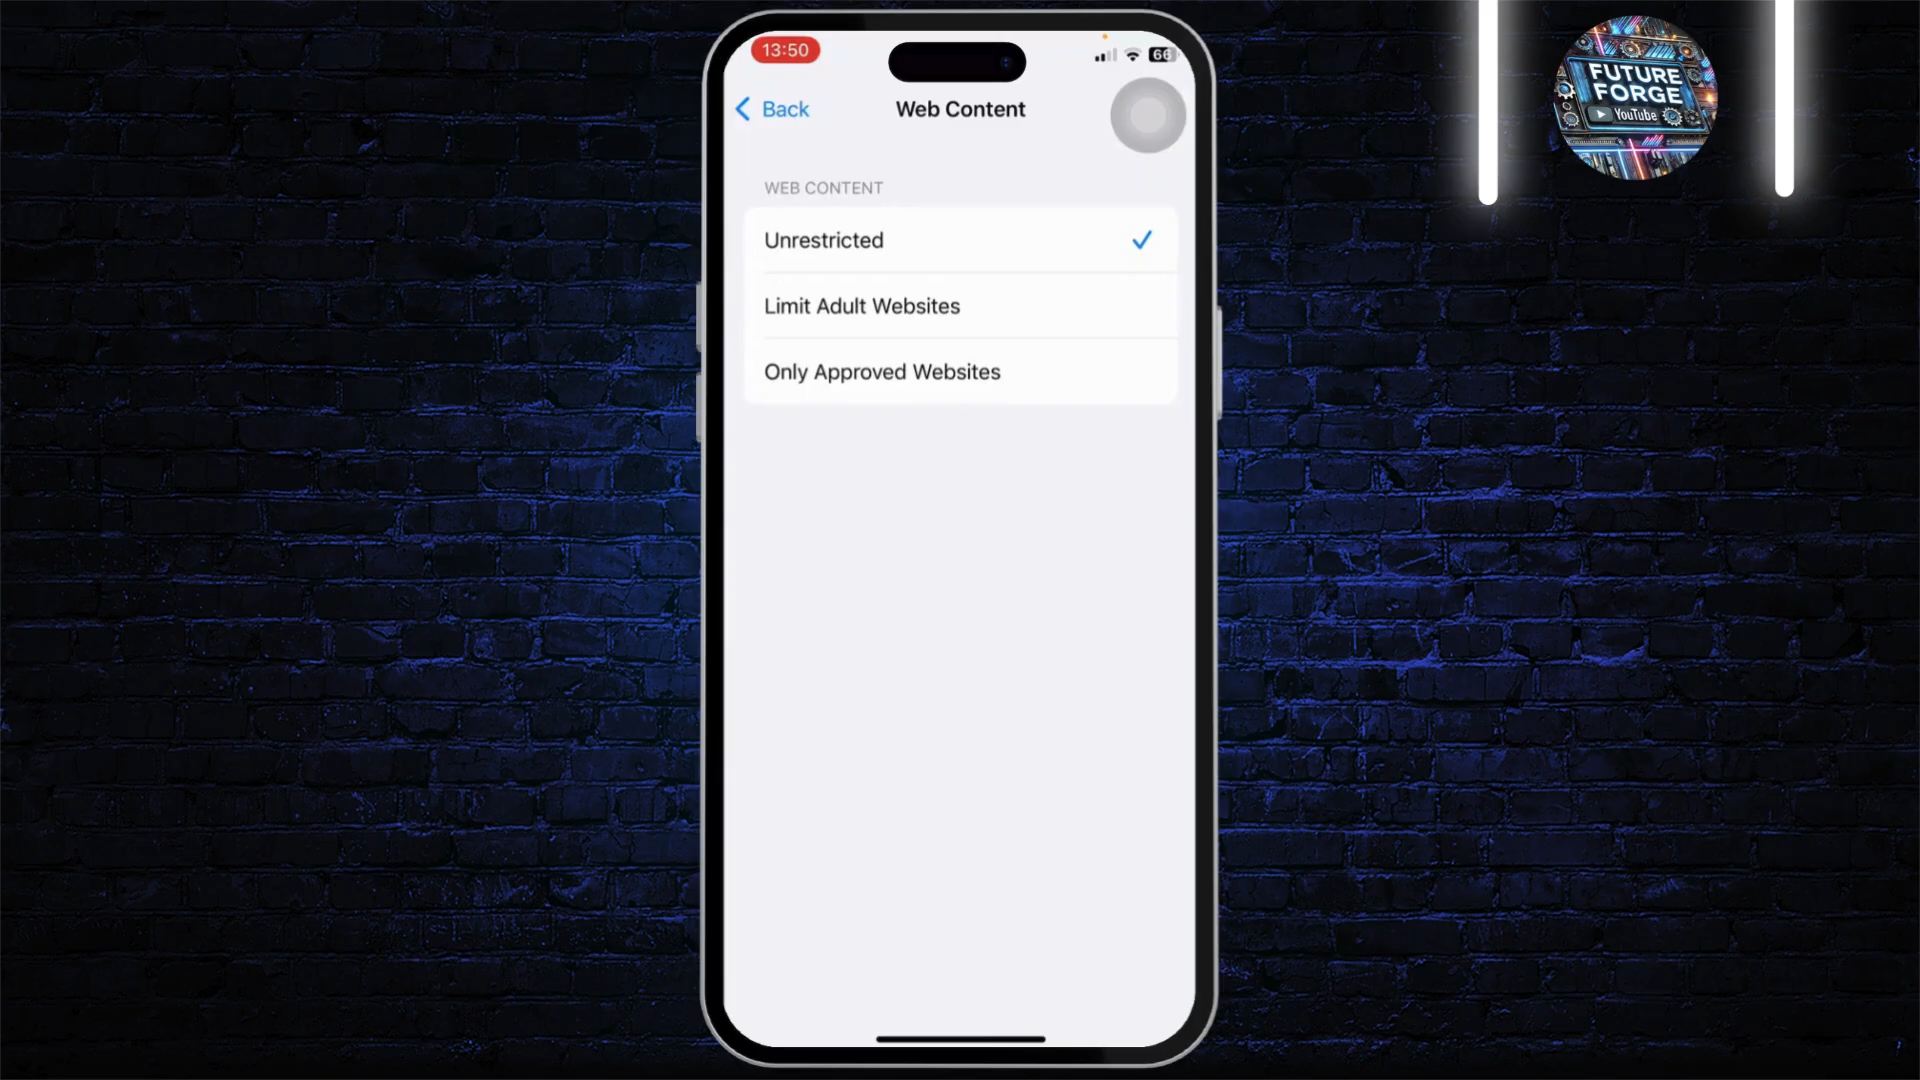 13:50
66
Back
Web Content
WEB CONTENT
Unrestricted
Limit Adult Websites
Only Approved Websites
FUTURE
FORGE
YouTube